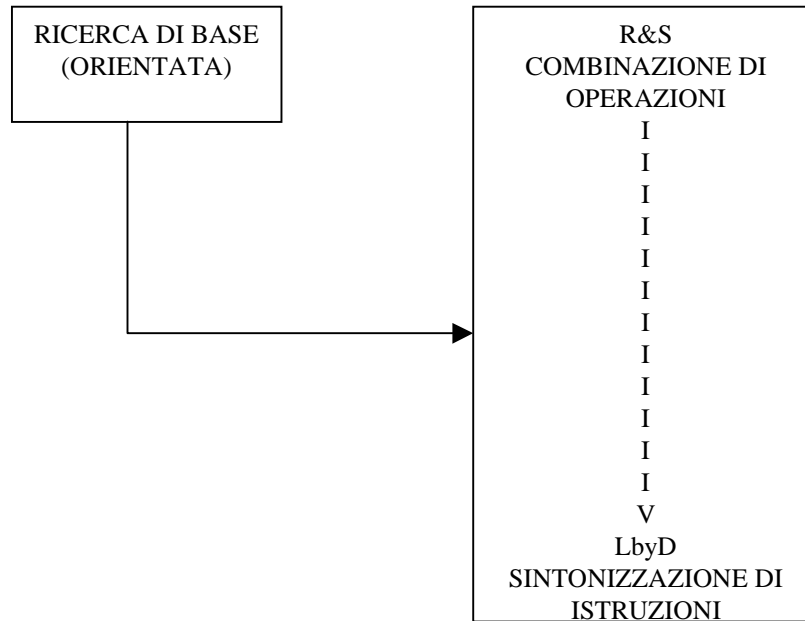 RICERCA DI BASE
(ORIENTATA)
R&S
COMBINAZIONE DI
OPERAZIONI
I
I
I
I
I
I
I
I
I
I
I
I
V
LbyD
SINTONIZZAZIONE DI
ISTRUZIONI